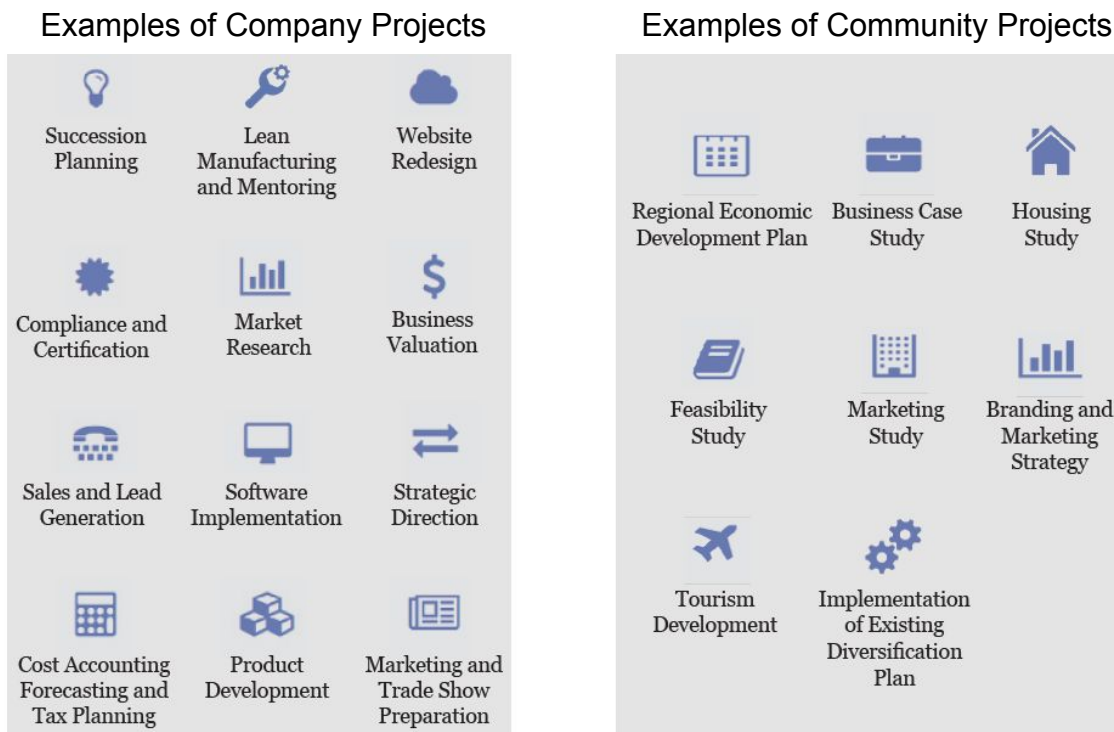 Examples of Company Projects
Succession
Planning
Lean
Manufacturing
and Mentoring
Website
Redesign
Compliance and
Certification
Market
Research
Business
Valuation
Sales and Lead
Generation
Software
Implementation
Strategic
Direction
Cost Accounting
Forecasting and
Tax Planning
Product
Development
Marketing and
Trade Show
Preparation
Examples of Community Projects
Regional Economic
Development Plan
Business Case
Study
Housing
Study
Feasibility
Study
Marketing
Study
Branding and
Marketing
Strategy
Tourism
Development
Implementation
of Existing
Diversification
Plan